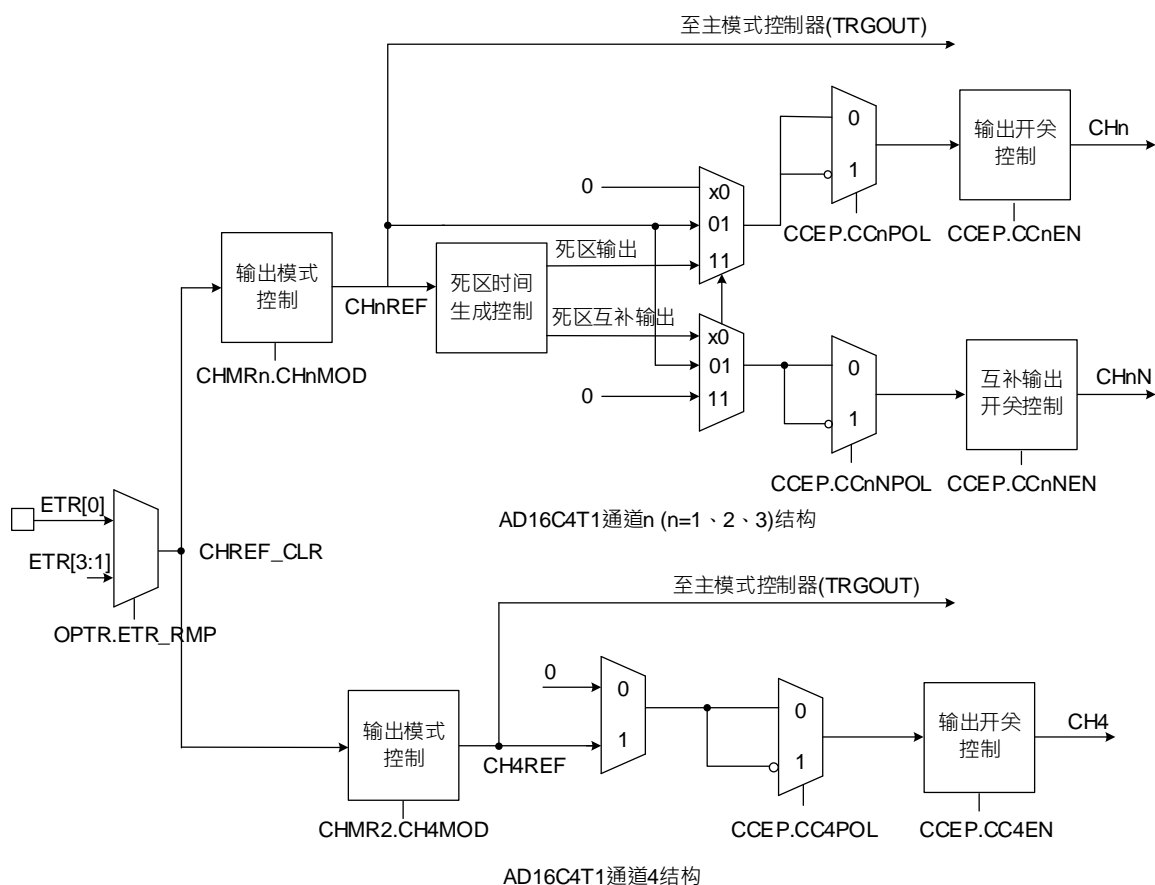 至主模式控制器(TRGOUT)
0
1
输出开关
控制
CHn
CCEP.CCnPOL
CCEP.CCnEN
0
x0
01
11
输出模式
控制
CHnREF
CHMRn.CHnMOD
死区时间
生成控制
死区输出
死区互补输出
x0
01
11
0
0
1
互补输出
开关控制
CHnN
CCEP.CCnNPOL
CCEP.CCnNEN
AD16C4T1通道n (n=1、2、3)结构
ETR[0]
ETR[3:1]
CHREF_CLR
OPTR.ETR_RMP
至主模式控制器(TRGOUT)
0
0
1
输出模式
控制
CH4REF
CHMR2.CH4MOD
0
1
输出开关
控制
CH4
CCEP.CC4POL
CCEP.CC4EN
AD16C4T1通道4结构